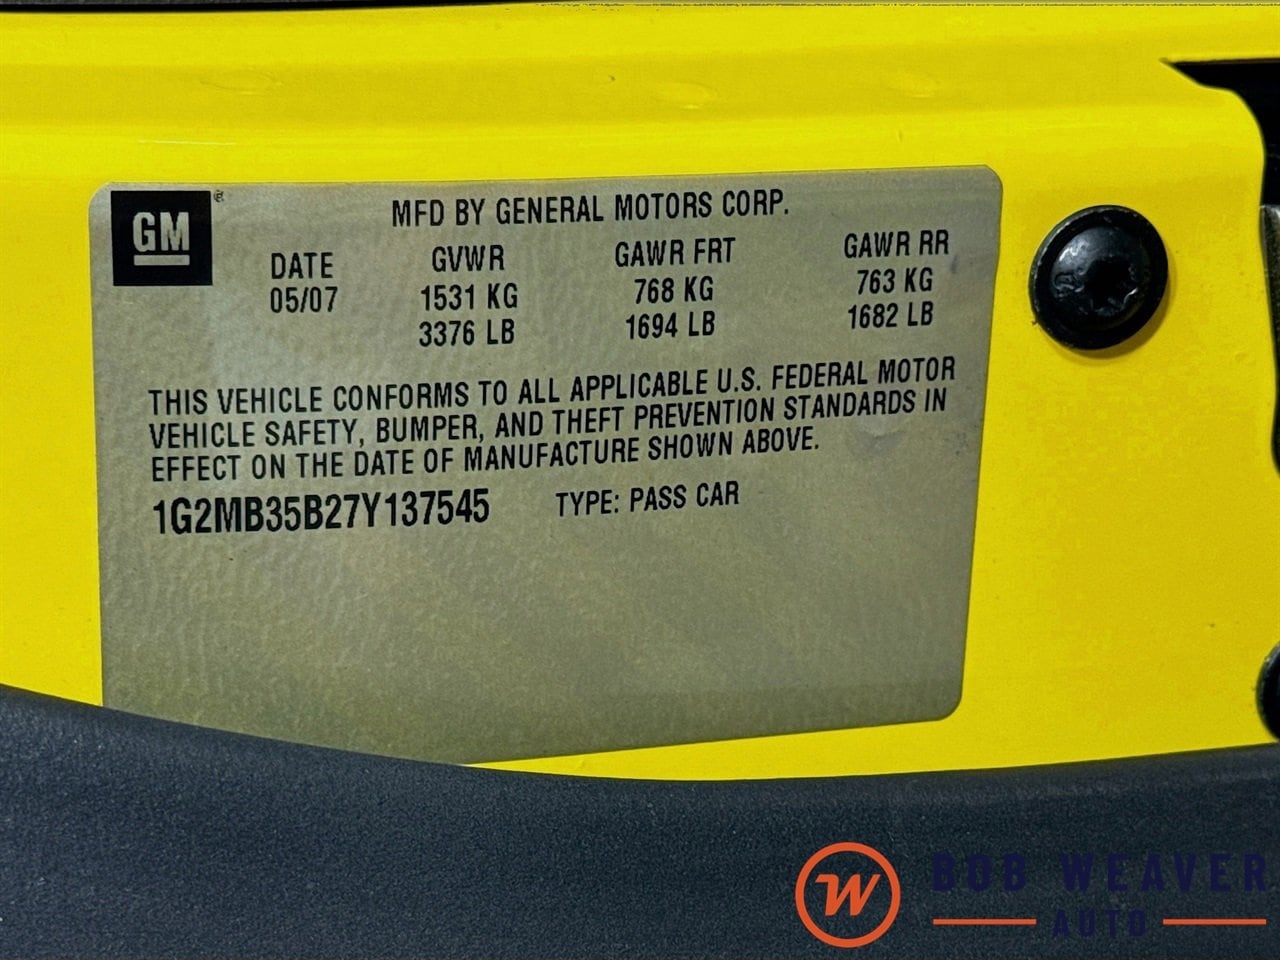 GM
MFD BY GENERAL MOTORS CORP.
DATE GVWR GAWR FRT GAWR RR
05/07 1531 KG 768 KG 763 KG
3376 LB 1694 LB 1682 LB
THIS VEHICLE CONFORMS TO ALL APPLICABLE U.S. FEDERAL MOTOR
VEHICLE SAFETY, BUMPER, AND THEFT PREVENTION STANDARDS IN
EFFECT ON THE DATE OF MANUFACTURE SHOWN ABOVE.
1G2MB35B27Y137545 TYPE: PASS CAR
W BOB WEAVER
AUTO